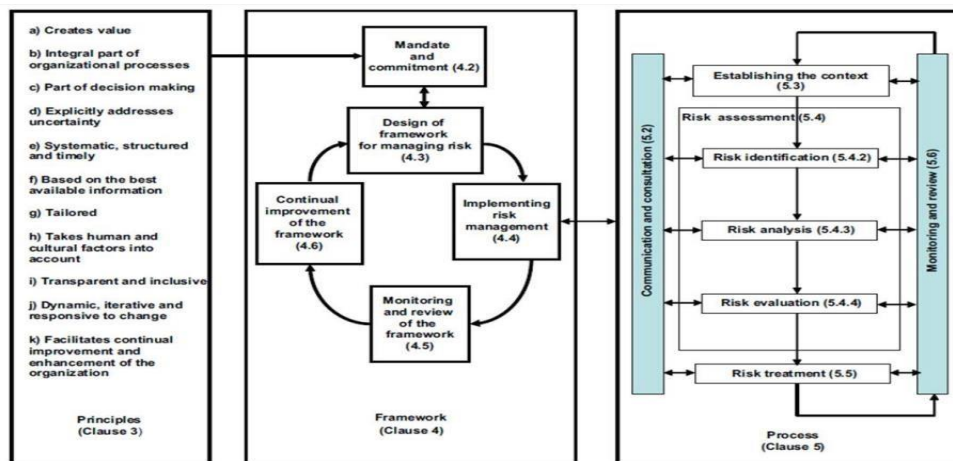 a) Creates value
b) Integral part of
organizational processes
c) Part of decision making
d) Explicitly addresses
uncertainty
e) Systematic, structured
and timely
f) Based on the best
available information
g) Tailored
h) Takes human and
cultural factors into
account
i) Transparent and inclusive
j) Dynamic, iterative and
responsive to change
k) Facilitates continual
improvement and
enhancement of the
organization
Principles
(Clause 3)
Mandate
and
commitment (4.2)
Design of
framework
for managing risk
(4.3)
Continual
improvement
of the
framework
(4.6)
Implementing
risk
management
(4.4)
Monitoring
and review
of the
framework
(4.5)
Framework
(Clause 4)
Communication and consultation (5.2)
Establishing the context
(5.3)
Risk assessment (5.4)
Risk identification (5.4.2)
Risk analysis (5.4.3)
Risk evaluation (5.4.4)
Risk treatment (5.5)
Monitoring and review (5.6)
Process
(Clause 5)